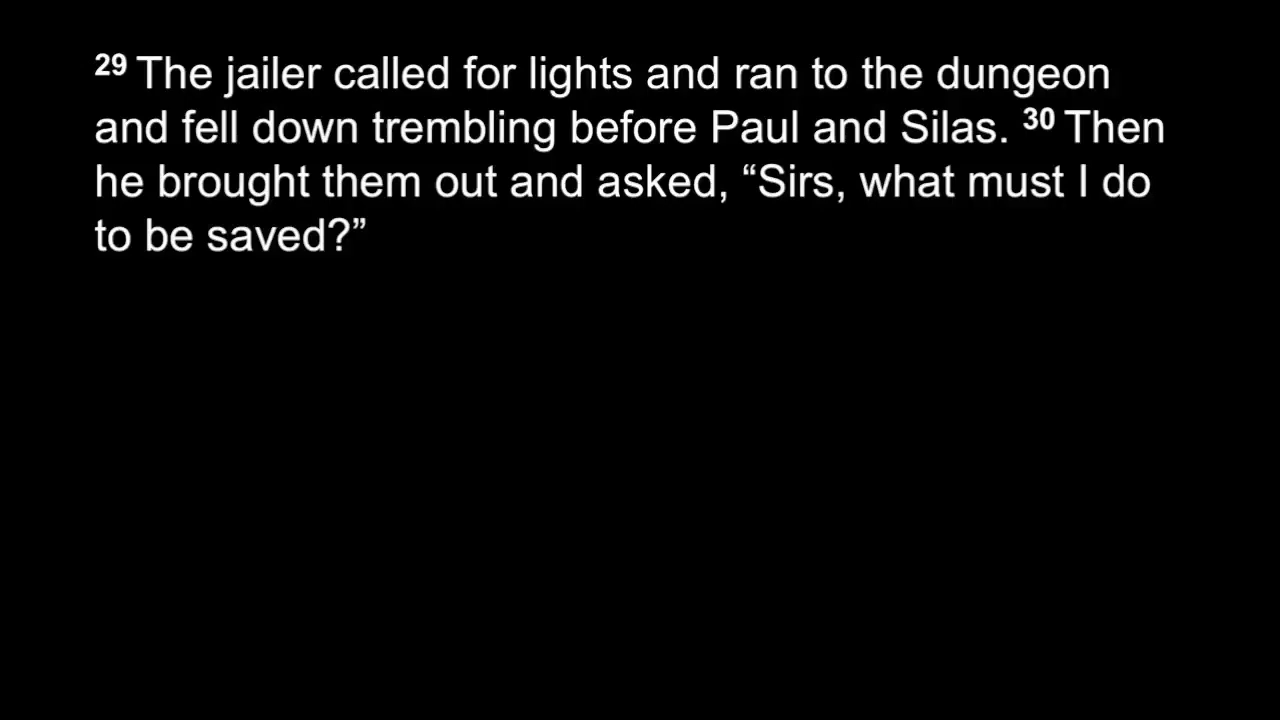 29 The jailer called for lights and ran to the dungeon
and fell down trembling before Paul and Silas. 30 Then
he brought them out and asked, “Sirs, what must I do
to be saved?”